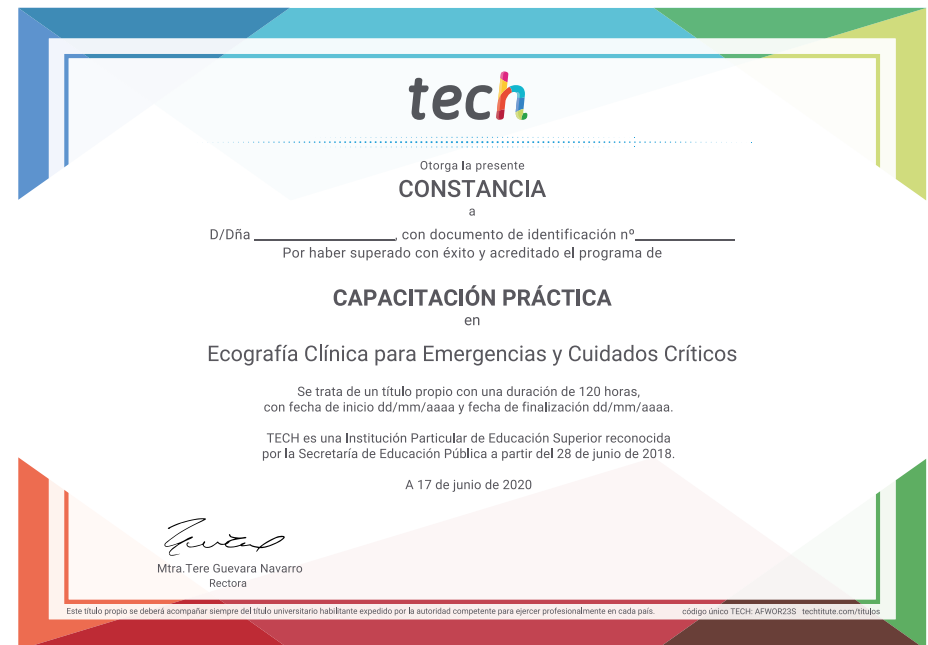 tech
Otorga la presente
CONSTANCIA
a
D/Dña ____________________, con documento de identificación nº______________
Por haber superado con éxito y acreditado el programa de
CAPACITACIÓN PRÁCTICA
en
Ecografía Clínica para Emergencias y Cuidados Críticos
Se trata de un título propio con una duración de 120 horas,
con fecha de inicio dd/mm/aaaa y fecha de finalización dd/mm/aaaa.
TECH es una Institución Particular de Educación Superior reconocida
por la Secretaría de Educación Pública a partir del 28 de junio de 2018.
A 17 de junio de 2020
Mtra.Tere Guevara Navarro
Rectora
Este título propio se deberá acompañar siempre del título universitario habilitante expedido por la autoridad competente para ejercer profesionalmente en cada país. código único TECH: AFWOR23S techtitute.com/titulos